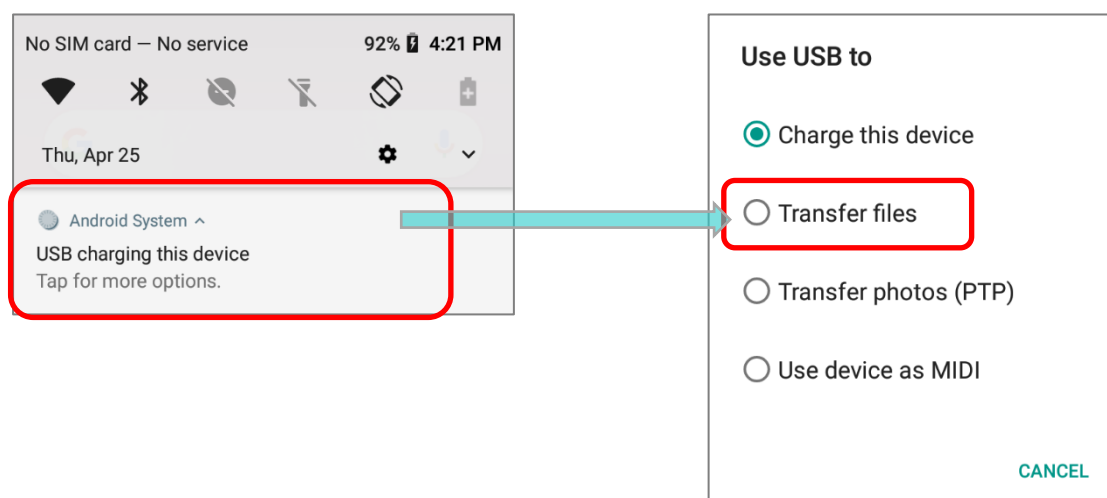 No SIM card — No service 92% 4:21 PM
Thu, Apr 25
Android System
USB charging this device
Tap for more options.
Use USB to
Charge this device
Transfer files
Transfer photos (PTP)
Use device as MIDI
CANCEL